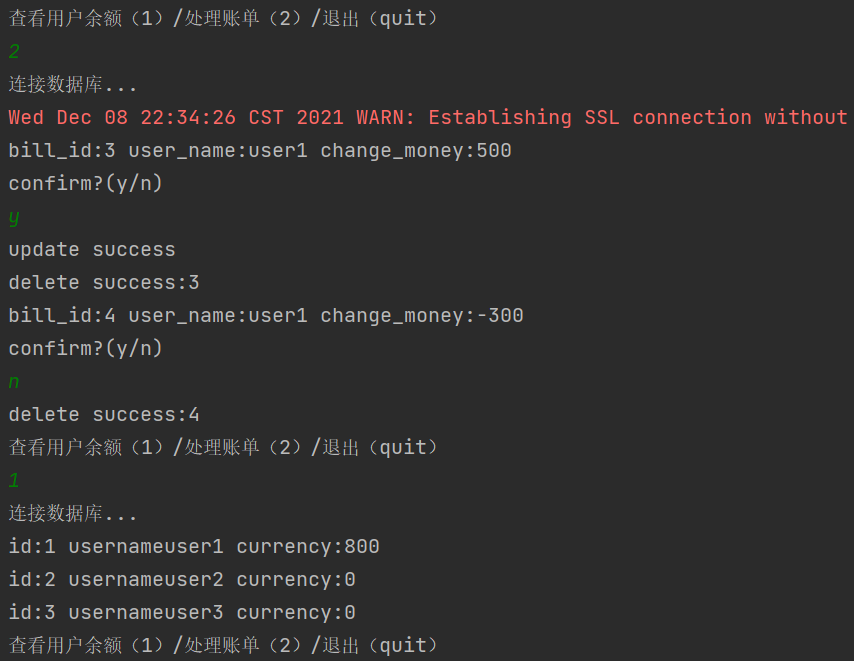 查看用户余额（1）/处理账单（2）/退出（quit）
2
连接数据库...
Wed Dec 08 22:34:26 CST 2021 WARN: Establishing SSL connection without
bill_id:3 user_name:user1 change_money:500
confirm?(y/n)
y
update success
delete success:3
bill_id:4 user_name:user1 change_money:-300
confirm?(y/n)
n
delete success:4
查看用户余额（1）/处理账单（2）/退出（quit）
1
连接数据库...
id:1 usernameuser1 currency:800
id:2 usernameuser2 currency:0
id:3 usernameuser3 currency:0
查看用户余额（1）/处理账单（2）/退出（quit）